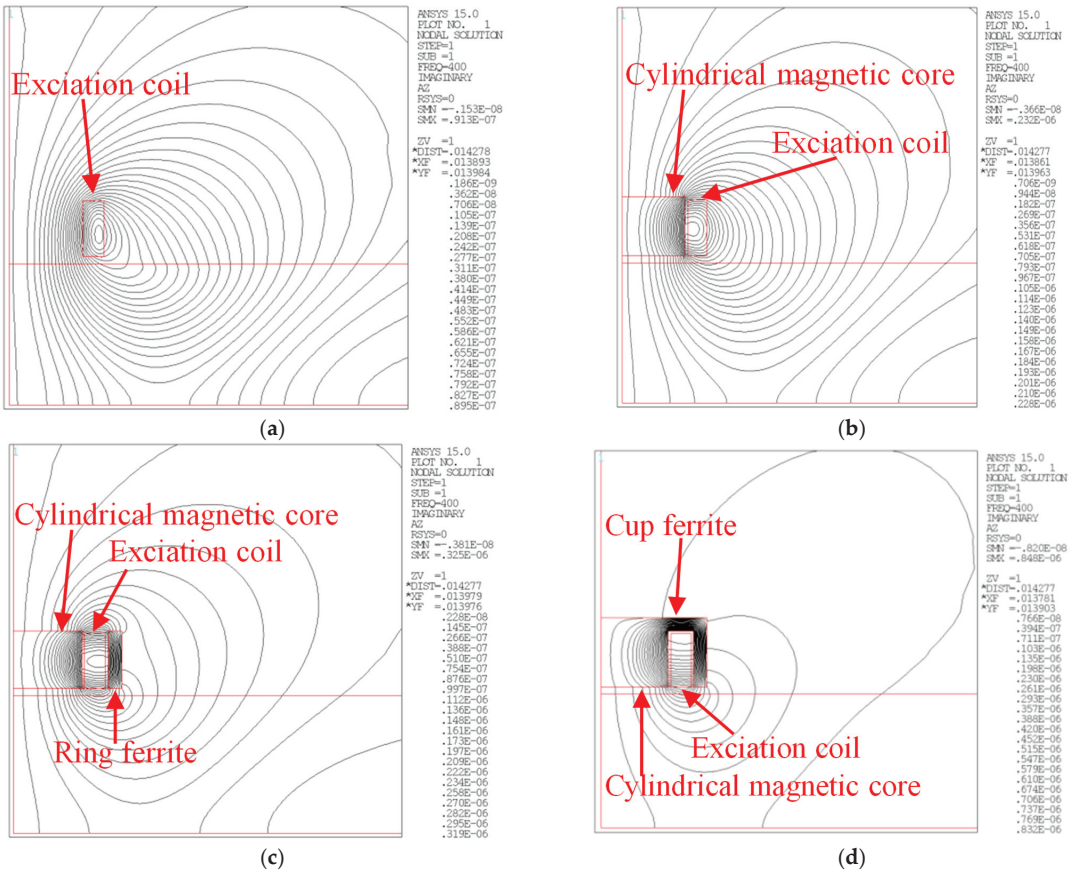 1
ANSYS 15.0
PLOT NO. 1
NODAL SOLUTION
STEP=1
SUB =1
FREQ=400
IMAGINARY
AZ
RSYS=0
SMN =-.153E-08
SMX =.913E-07
ZV =1
*DIST=.014278
*XF =.013893
*YF =.013984
.186E-09
.362E-08
.706E-08
.105E-07
.139E-07
.208E-07
.242E-07
.277E-07
.311E-07
.380E-07
.414E-07
.449E-07
.483E-07
.552E-07
.586E-07
.621E-07
.655E-07
.724E-07
.758E-07
.792E-07
.827E-07
.895E-07
Exciation coil
(a)
1
ANSYS 15.0
PLOT NO. 1
NODAL SOLUTION
STEP=1
SUB =1
FREQ=400
IMAGINARY
AZ
RSYS=0
SMN =-.366E-08
SMX =.232E-06
ZV =1
*DIST=.014277
*XF =.013861
*YF =.013963
.706E-09
.944E-08
.182E-07
.269E-07
.356E-07
.531E-07
.618E-07
.705E-07
.793E-07
.967E-07
.105E-06
.114E-06
.123E-06
.140E-06
.149E-06
.158E-06
.167E-06
.184E-06
.193E-06
.201E-06
.210E-06
.228E-06
Cylindrical magnetic core
Exciation coil
(b)
1
ANSYS 15.0
PLOT NO. 1
NODAL SOLUTION
STEP=1
SUB =1
FREQ=400
IMAGINARY
AZ
RSYS=0
SMN =-.381E-08
SMX =.325E-06
ZV =1
*DIST=.014277
*XF =.013979
*YF =.013976
.228E-08
.145E-07
.266E-07
.388E-07
.510E-07
.754E-07
.876E-07
.997E-07
.112E-06
.136E-06
.148E-06
.161E-06
.173E-06
.197E-06
.209E-06
.222E-06
.234E-06
.258E-06
.270E-06
.282E-06
.295E-06
.319E-06
Cylindrical magnetic core
Exciation coil
Ring ferrite
(c)
ANSYS 15.0
PLOT NO. 1
NODAL SOLUTION
STEP=1
SUB =1
FREQ=400
IMAGINARY
AZ
RSYS=0
SMN =-.820E-08
SMX =.848E-06
ZV =1
*DIST=.014277
*XF =.013781
*YF =.013903
.766E-08
.394E-07
.711E-07
.103E-06
.135E-06
.198E-06
.230E-06
.261E-06
.293E-06
.357E-06
.388E-06
.420E-06
.452E-06
.515E-06
.547E-06
.579E-06
.610E-06
.674E-06
.706E-06
.737E-06
.769E-06
.832E-06
Cup ferrite
Exciation coil
Cylindrical magnetic core
(d)